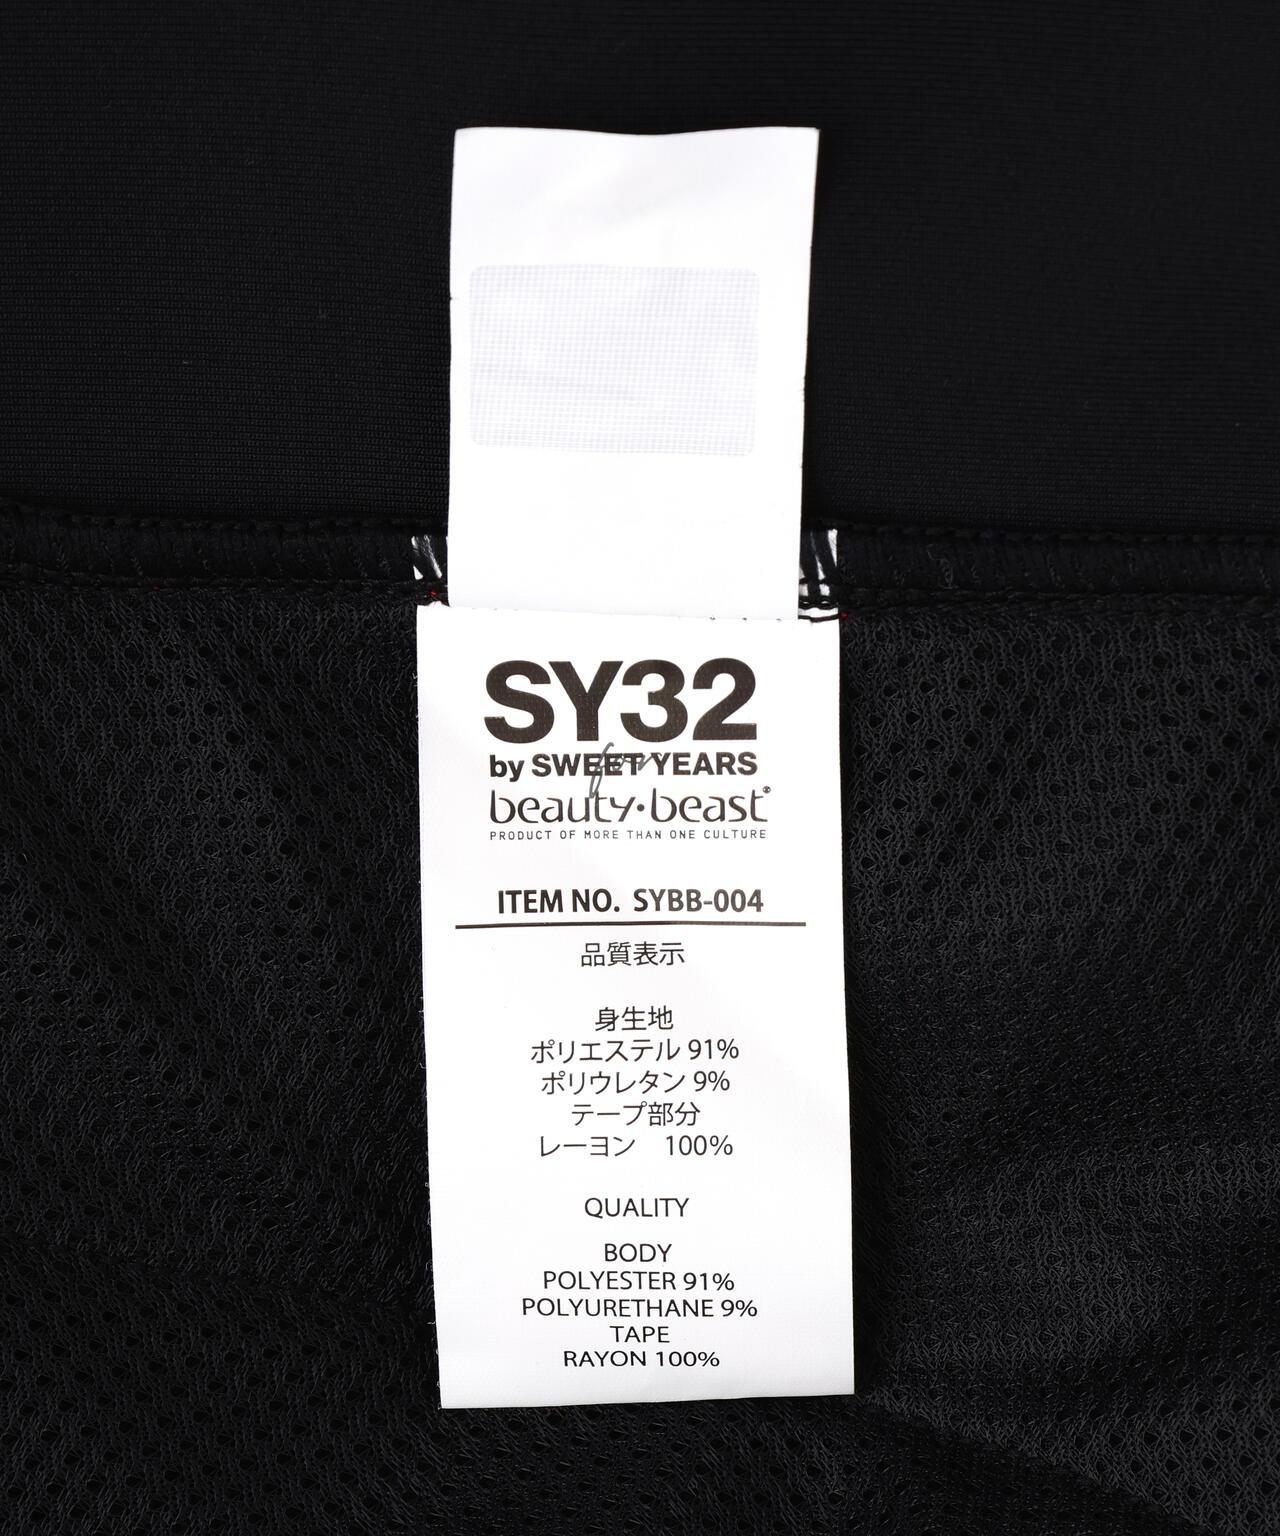 SY32
by SWEET YEARS
for
beauty•beast®
PRODUCT OF MORE THAN ONE CULTURE
ITEM NO. SYBB-004
品質表示
身生地
ポリエステル 91%
ポリウレタン 9%
テープ部分
レーヨン　100%
QUALITY
BODY
POLYESTER 91%
POLYURETHANE 9%
TAPE
RAYON 100%